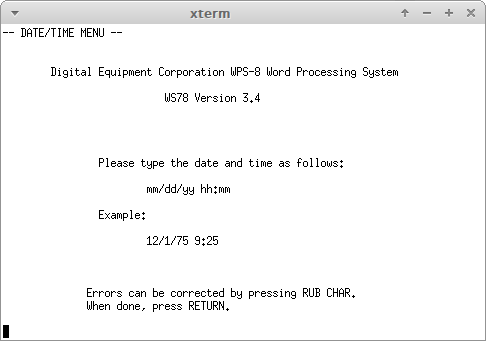 xterm
-- DATE/TIME MENU --
Digital Equipment Corporation WPS-8 Word Processing System
WS78 Version 3.4
Please type the date and time as follows:
mm/dd/yy hh:mm
Example:
12/1/75 9:25
Errors can be corrected by pressing RUB CHAR.
When done, press RETURN.